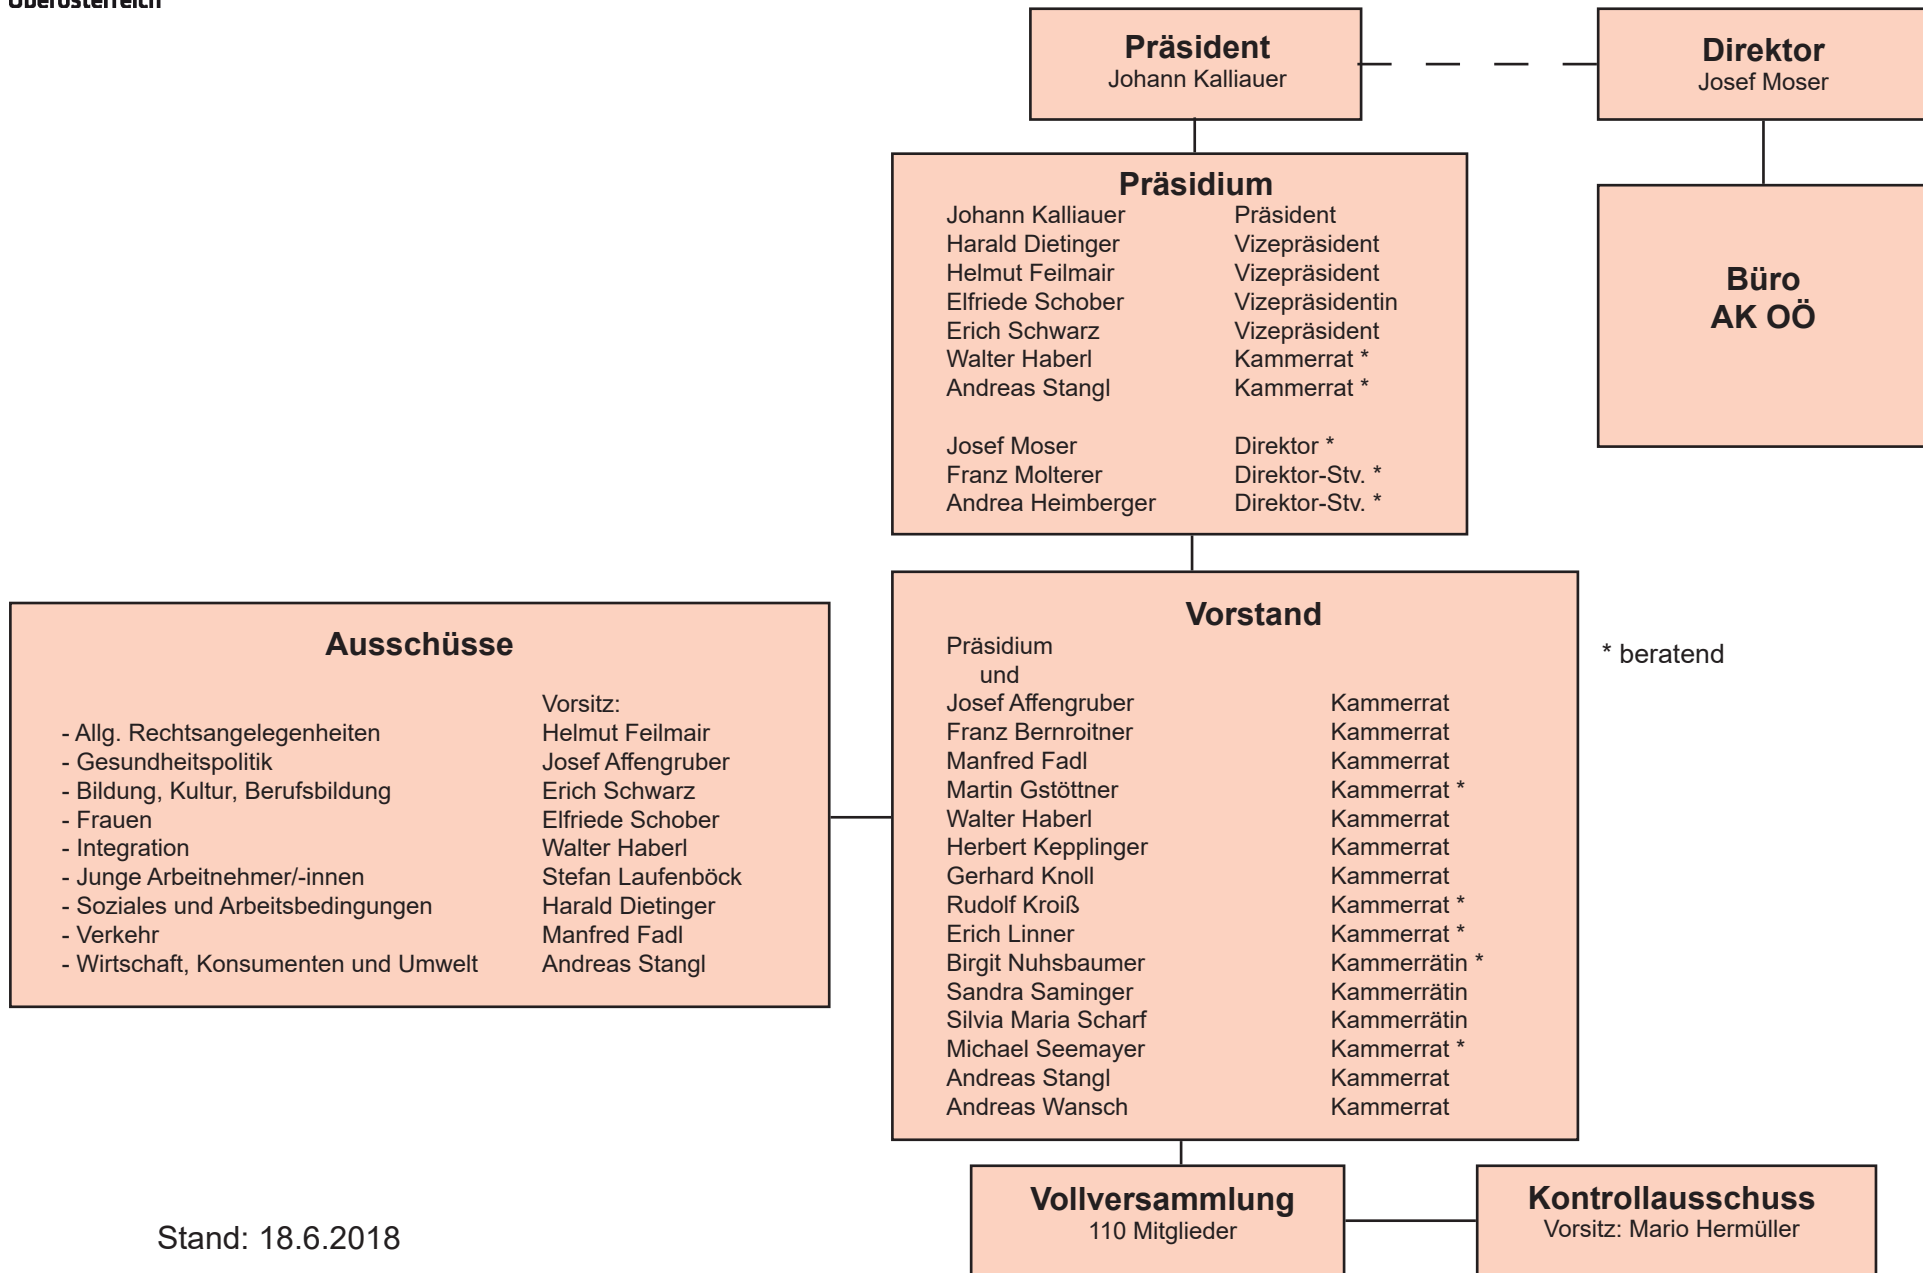 Oberösterreich
Präsident
Johann Kalliauer
Direktor
Josef Moser
Präsidium
Johann Kalliauer Präsident
Harald Dietinger Vizepräsident
Helmut Feilmair Vizepräsident
Elfriede Schober Vizepräsidentin
Erich Schwarz Vizepräsident
Walter Haberl Kammerrat *
Andreas Stangl Kammerrat *
Josef Moser Direktor *
Franz Molterer Direktor-Stv. *
Andrea Heimberger Direktor-Stv. *
Büro
AK OÖ
Ausschüsse
Vorsitz:
- Allg. Rechtsangelegenheiten Helmut Feilmair
- Gesundheitspolitik Josef Affengruber
- Bildung, Kultur, Berufsbildung Erich Schwarz
- Frauen Elfriede Schober
- Integration Walter Haberl
- Junge Arbeitnehmer/-innen Stefan Laufenböck
- Soziales und Arbeitsbedingungen Harald Dietinger
- Verkehr Manfred Fadl
- Wirtschaft, Konsumenten und Umwelt Andreas Stangl
Vorstand
Präsidium
und
Josef Affengruber Kammerrat
Franz Bernroitner Kammerrat
Manfred Fadl Kammerrat
Martin Gstöttner Kammerrat *
Walter Haberl Kammerrat
Herbert Kepplinger Kammerrat
Gerhard Knoll Kammerrat
Rudolf Kroiß Kammerrat *
Erich Linner Kammerrat *
Birgit Nuhsbaumer Kammerrätin *
Sandra Saminger Kammerrätin
Silvia Maria Scharf Kammerrätin
Michael Seemayer Kammerrat *
Andreas Stangl Kammerrat
Andreas Wansch Kammerrat
* beratend
Vollversammlung
110 Mitglieder
Kontrollausschuss
Vorsitz: Mario Hermüller
Stand: 18.6.2018